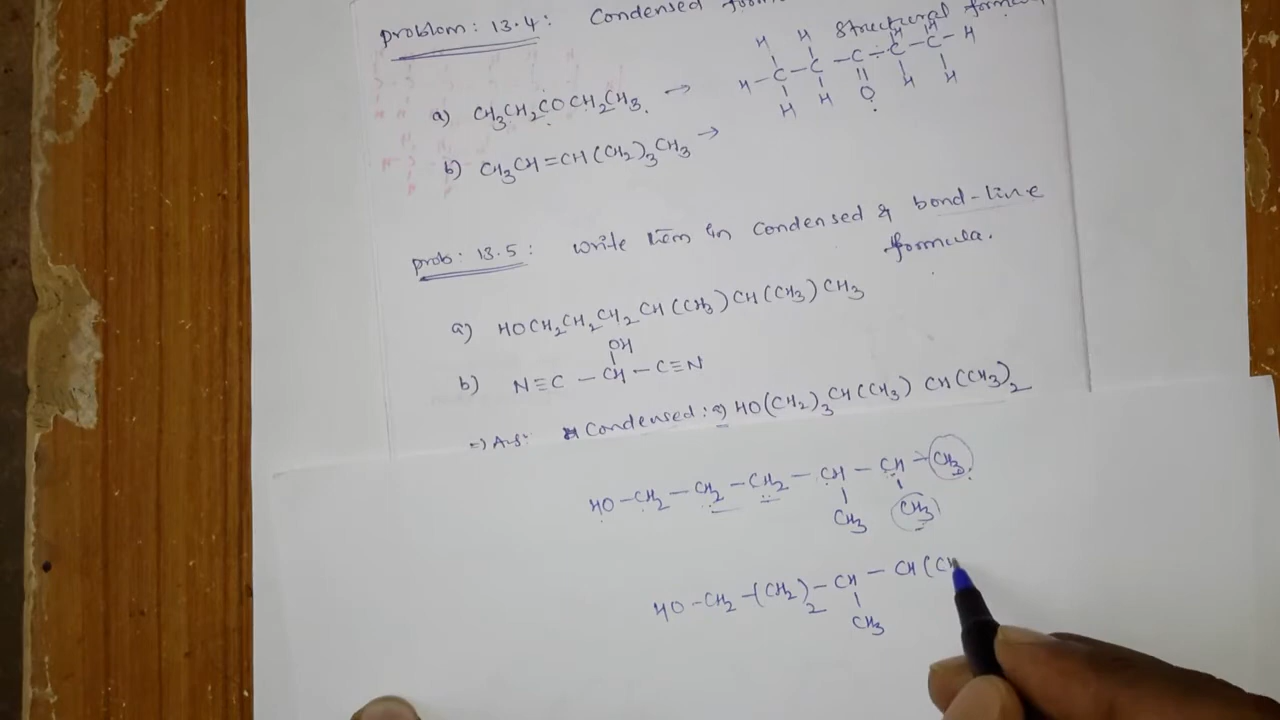 problom: 13.4: Condensed
Structural
H H H H
H-C-C-C-C-C-H
H H || H H
O
a) CH3CH2COCH2CH3. →
b) CH3CH=CH(CH2)3CH3 →
prob: 13.5: Write them in Condensed & bond-line
formula.
a) HOCH2CH2CH2CH(CH3)CH(CH3)CH3
OH
|
b) N≡C-CH-C≡N
=) Ans: Condensed: a) HO(CH2)3CH(CH3) CH(CH3)2
HO-CH2-CH2-CH2-CH-CH-CH3
| |
CH3 CH3
HO-CH2-(CH2)2-CH-CH(CH
|
CH3